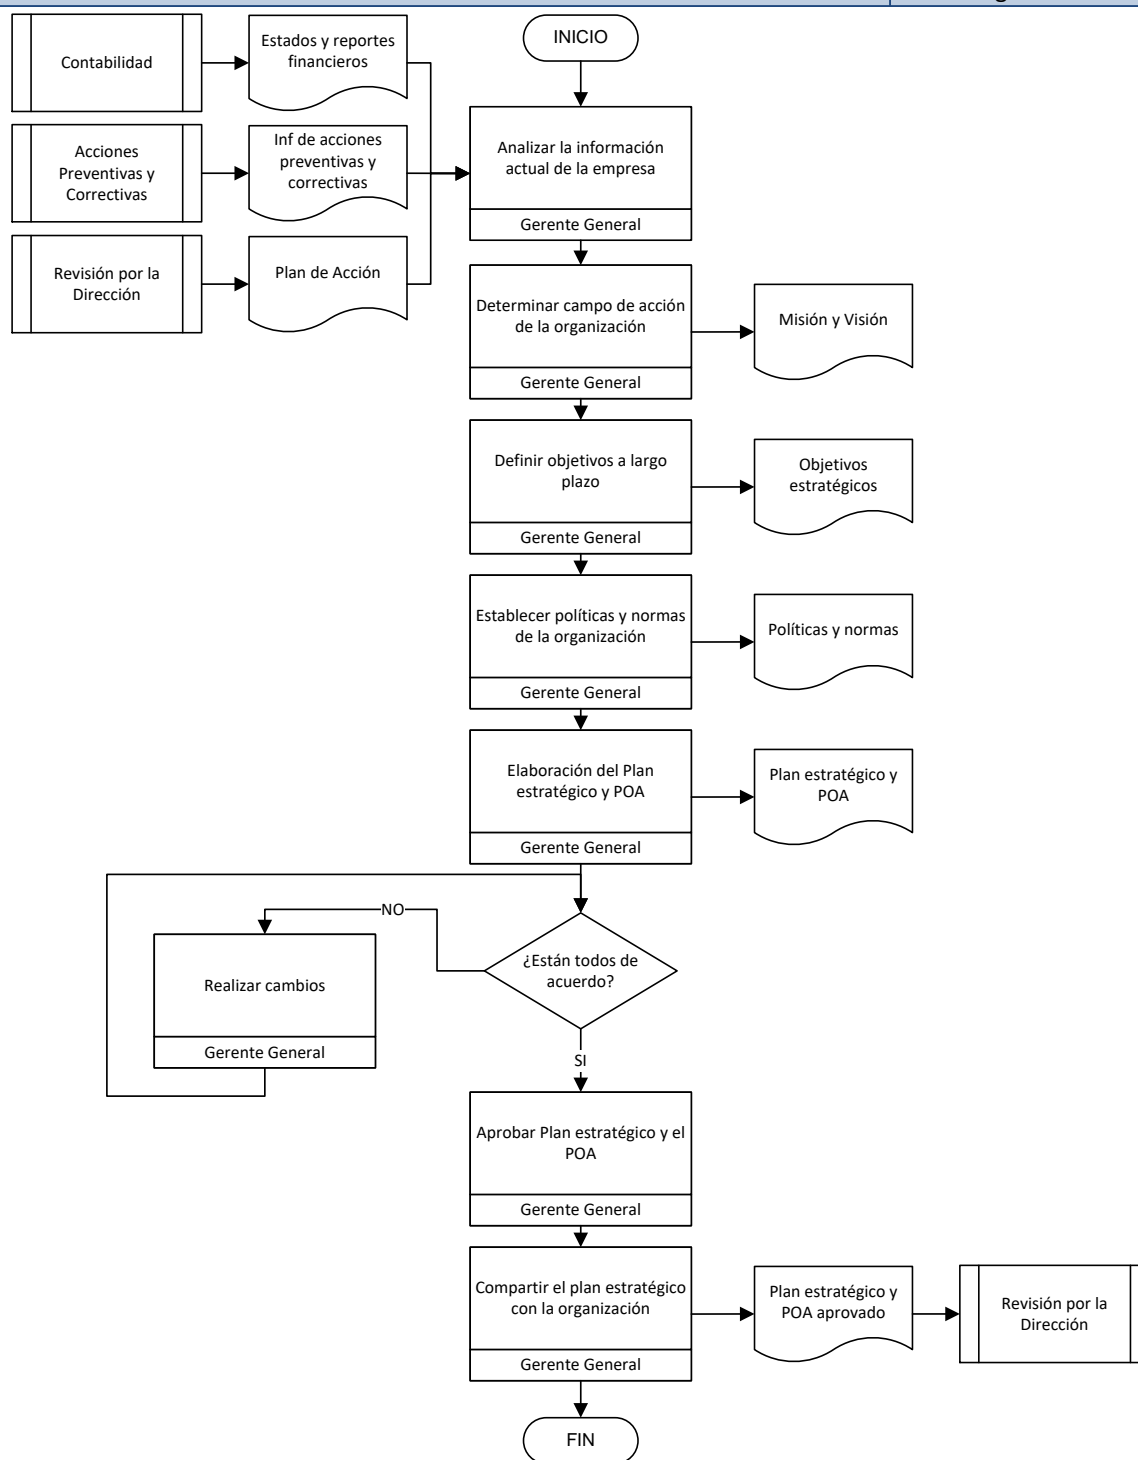 INICIO
Contabilidad
Estados y reportes
financieros
Acciones
Preventivas y
Correctivas
Inf de acciones
preventivas y
correctivas
Analizar la información
actual de la empresa
Gerente General
Revisión por la
Dirección
Plan de Acción
Determinar campo de acción
de la organización
Gerente General
Misión y Visión
Definir objetivos a largo
plazo
Gerente General
Objetivos
estratégicos
Establecer políticas y normas
de la organización
Gerente General
Políticas y normas
Elaboración del Plan
estratégico y POA
Gerente General
Plan estratégico y
POA
NO
¿Están todos de
acuerdo?
Realizar cambios
Gerente General
SI
Aprobar Plan estratégico y el
POA
Gerente General
Compartir el plan estratégico
con la organización
Gerente General
Plan estratégico y
POA aprovado
Revisión por la
Dirección
FIN